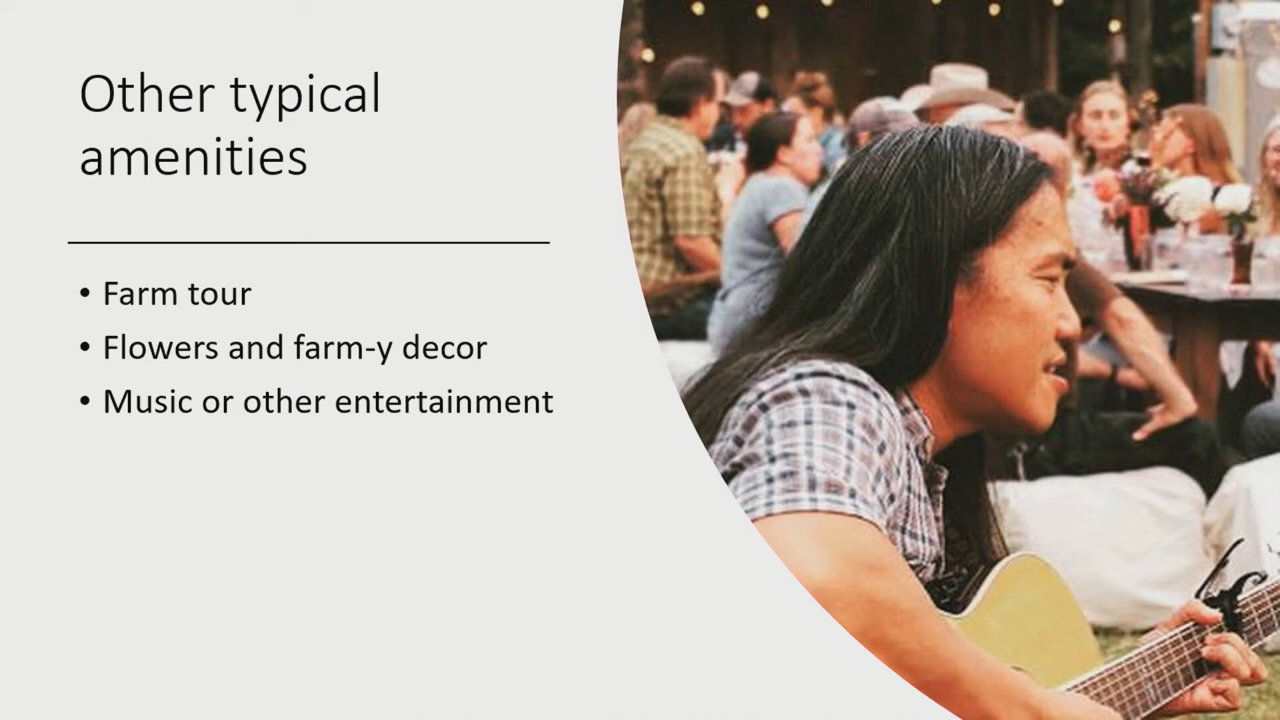 Other typical
amenities
• Farm tour
• Flowers and farm-y decor
• Music or other entertainment